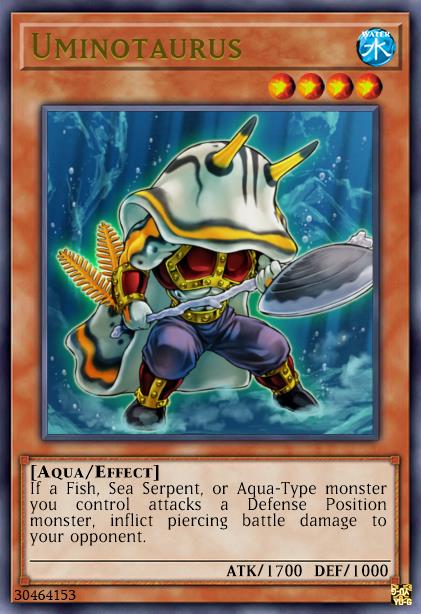 UMINOTAURUS
WATER
水
[AQUA/EFFECT]
If a Fish, Sea Serpent, or Aqua-Type monster
you control attacks a Defense Position
monster, inflict piercing battle damage to
your opponent.
ATK/1700 DEF/1000
30464153